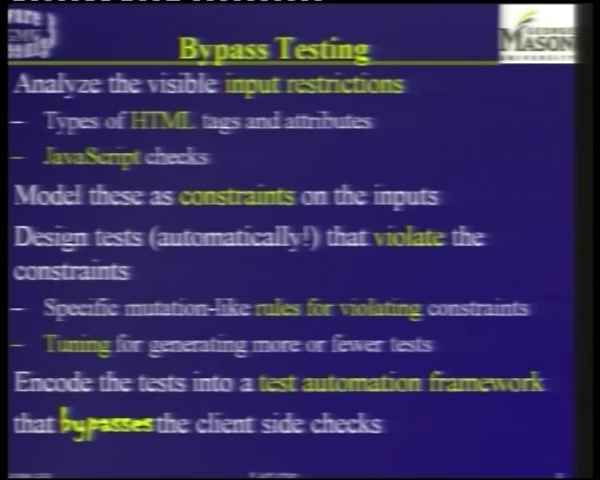 Bypass Testing
GEORGE
MASON
UNIVERSITY
Analyze the visible input restrictions
– Types of HTML tags and attributes
– JavaScript checks
Model these as constraints on the inputs
Design tests (automatically!) that violate the
constraints
– Specific mutation-like rules for violating constraints
– Tuning for generating more or fewer tests
Encode the tests into a test automation framework
that bypasses the client side checks